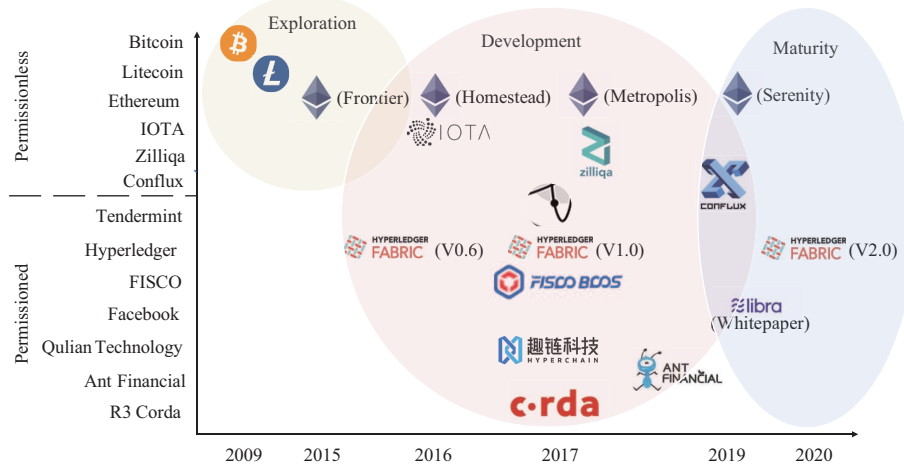 Exploration
Development
Maturity
Permissionless
Bitcoin
Litecoin
Ethereum
IOTA
Zilliqa
Conflux
(Frontier)
(Homestead)
(Metropolis)
(Serenity)
IOTA
zilliqa
CONFLUX
Permissioned
Tendermint
Hyperledger
FISCO
Facebook
Qulian Technology
Ant Financial
R3 Corda
HYPERLEDGER
FABRIC (V0.6)
HYPERLEDGER
FABRIC (V1.0)
HYPERLEDGER
FABRIC (V2.0)
FISCO BCOS
libra
(Whitepaper)
趣链科技
HYPERCHAIN
ANT
FINANCIAL
c·rda
2009 2015 2016 2017 2019 2020